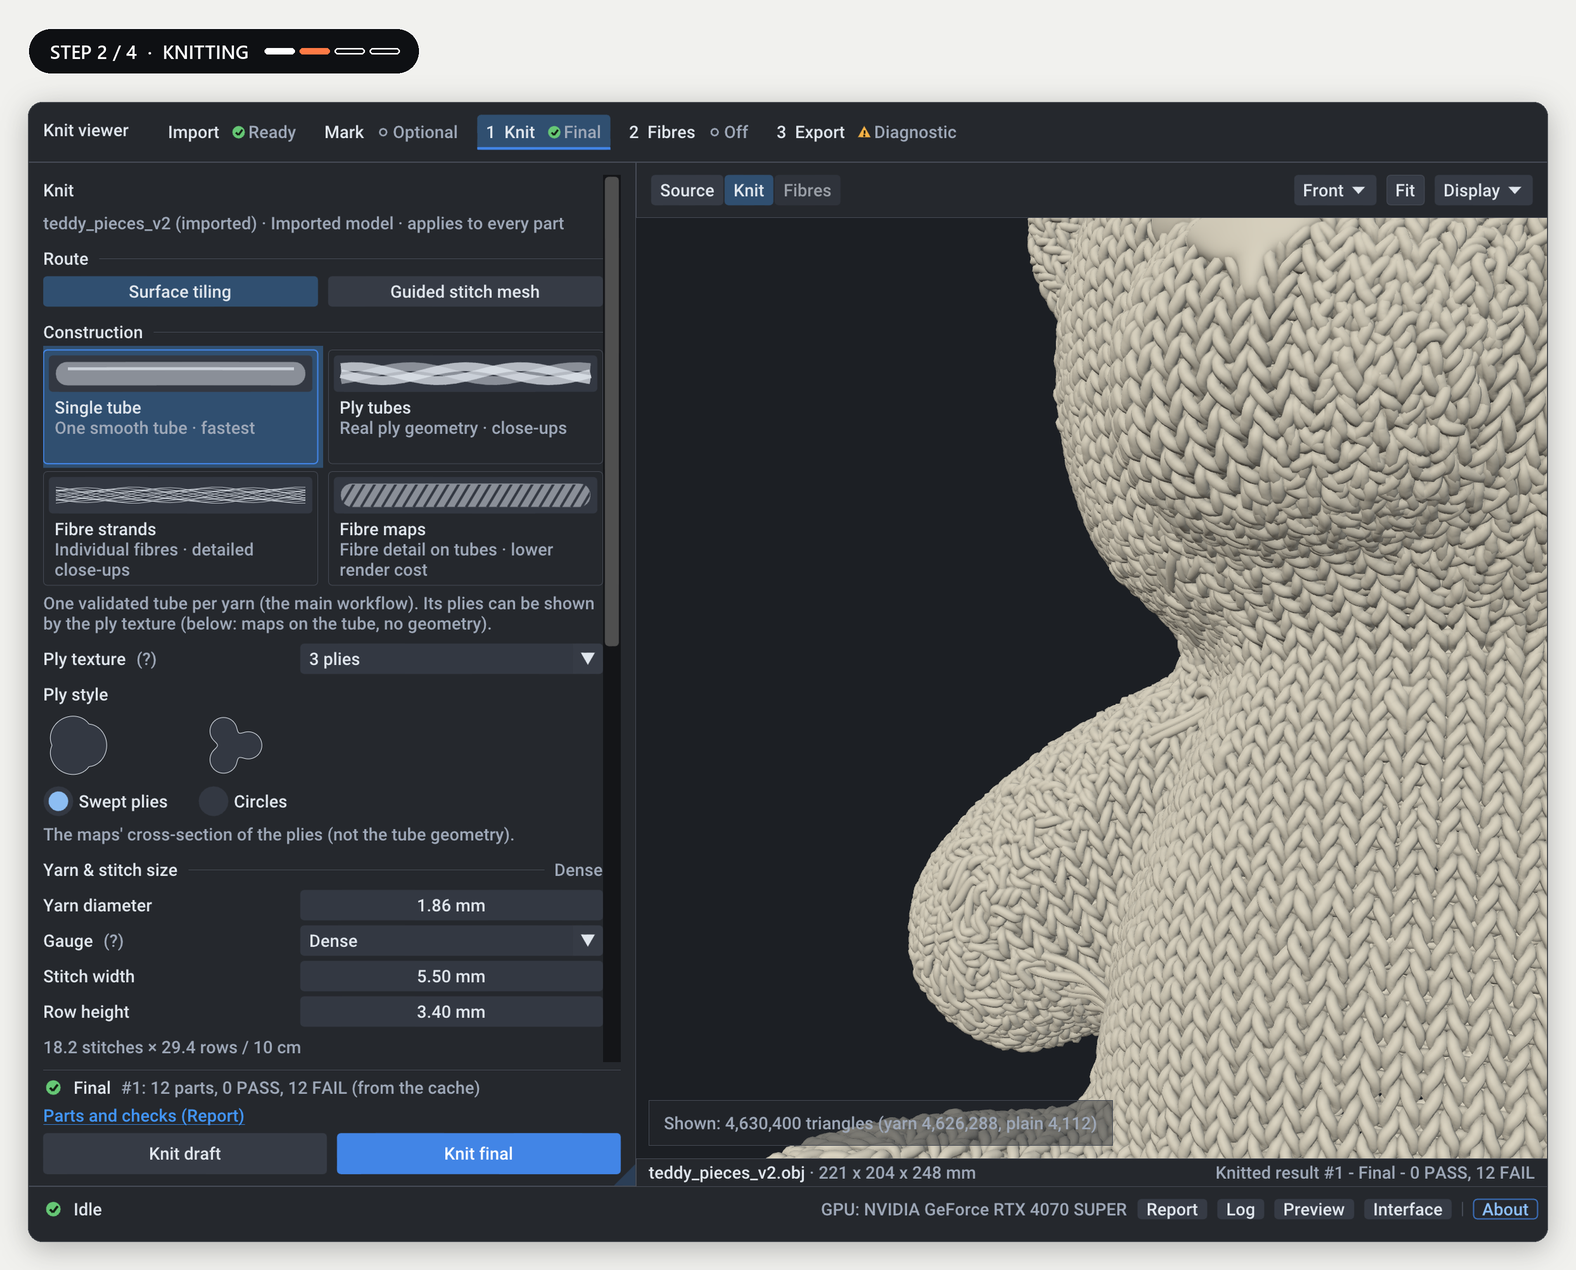 STEP 2 / 4 · KNITTING
Knit viewer Import Ready Mark Optional 1 Knit Final 2 Fibres Off 3 Export Diagnostic
Knit
teddy_pieces_v2 (imported) · Imported model · applies to every part
Route
Surface tiling Guided stitch mesh
Construction
Single tube
One smooth tube · fastest
Ply tubes
Real ply geometry · close-ups
Fibre strands
Individual fibres · detailed
close-ups
Fibre maps
Fibre detail on tubes · lower
render cost
One validated tube per yarn (the main workflow). Its plies can be shown
by the ply texture (below: maps on the tube, no geometry).
Ply texture (?) 3 plies
Ply style
Swept plies Circles
The maps' cross-section of the plies (not the tube geometry).
Yarn & stitch size Dense
Yarn diameter 1.86 mm
Gauge (?) Dense
Stitch width 5.50 mm
Row height 3.40 mm
18.2 stitches × 29.4 rows / 10 cm
Final #1: 12 parts, 0 PASS, 12 FAIL (from the cache)
Parts and checks (Report)
Knit draft Knit final
Source Knit Fibres Front Fit Display
Shown: 4,630,400 triangles (yarn 4,626,288, plain 4,112)
teddy_pieces_v2.obj · 221 x 204 x 248 mm Knitted result #1 - Final - 0 PASS, 12 FAIL
Idle GPU: NVIDIA GeForce RTX 4070 SUPER Report Log Preview Interface About